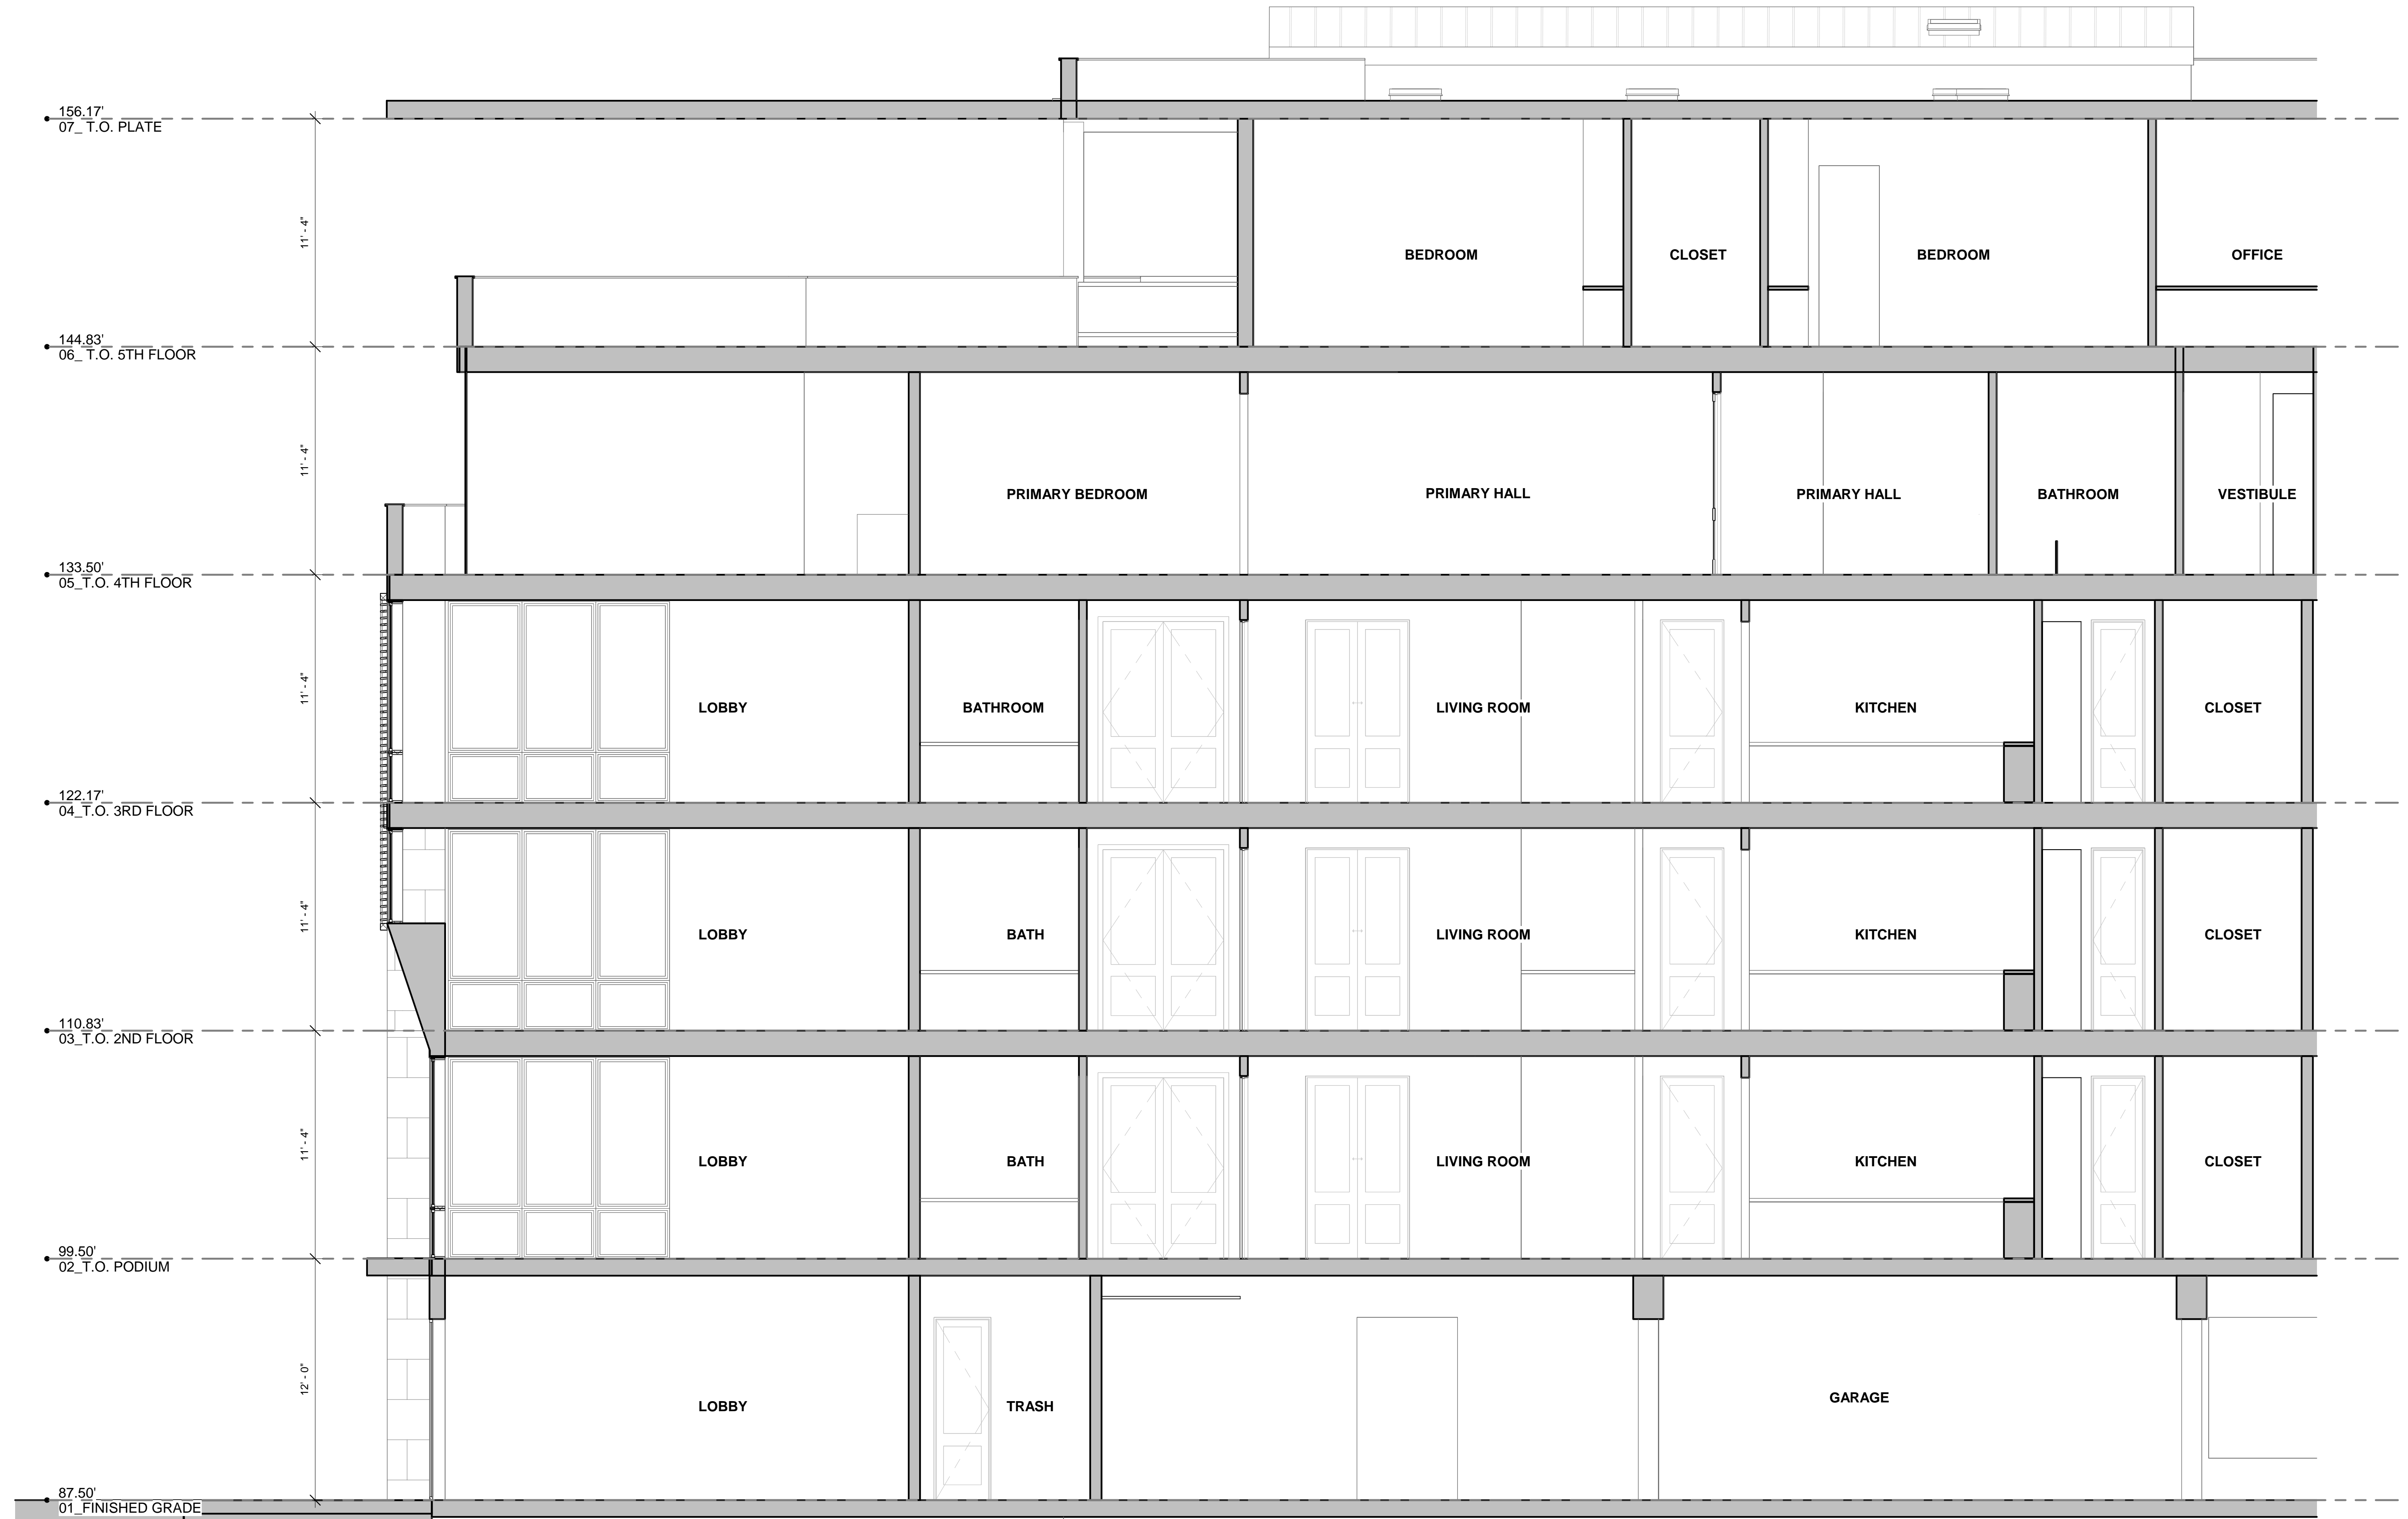 156.17'
07_ T.O. PLATE
11' - 4"
BEDROOM
CLOSET
BEDROOM
OFFICE
144.83'
06_ T.O. 5TH FLOOR
11' - 4"
PRIMARY BEDROOM
PRIMARY HALL
PRIMARY HALL
BATHROOM
VESTIBULE
133.50'
05_T.O. 4TH FLOOR
11' - 4"
LOBBY
BATHROOM
LIVING ROOM
KITCHEN
CLOSET
122.17'
04_T.O. 3RD FLOOR
11' - 4"
LOBBY
BATH
LIVING ROOM
KITCHEN
CLOSET
110.83'
03_T.O. 2ND FLOOR
11' - 4"
LOBBY
BATH
LIVING ROOM
KITCHEN
CLOSET
99.50'
02_T.O. PODIUM
12' - 0"
LOBBY
TRASH
GARAGE
87.50'
01_FINISHED GRADE